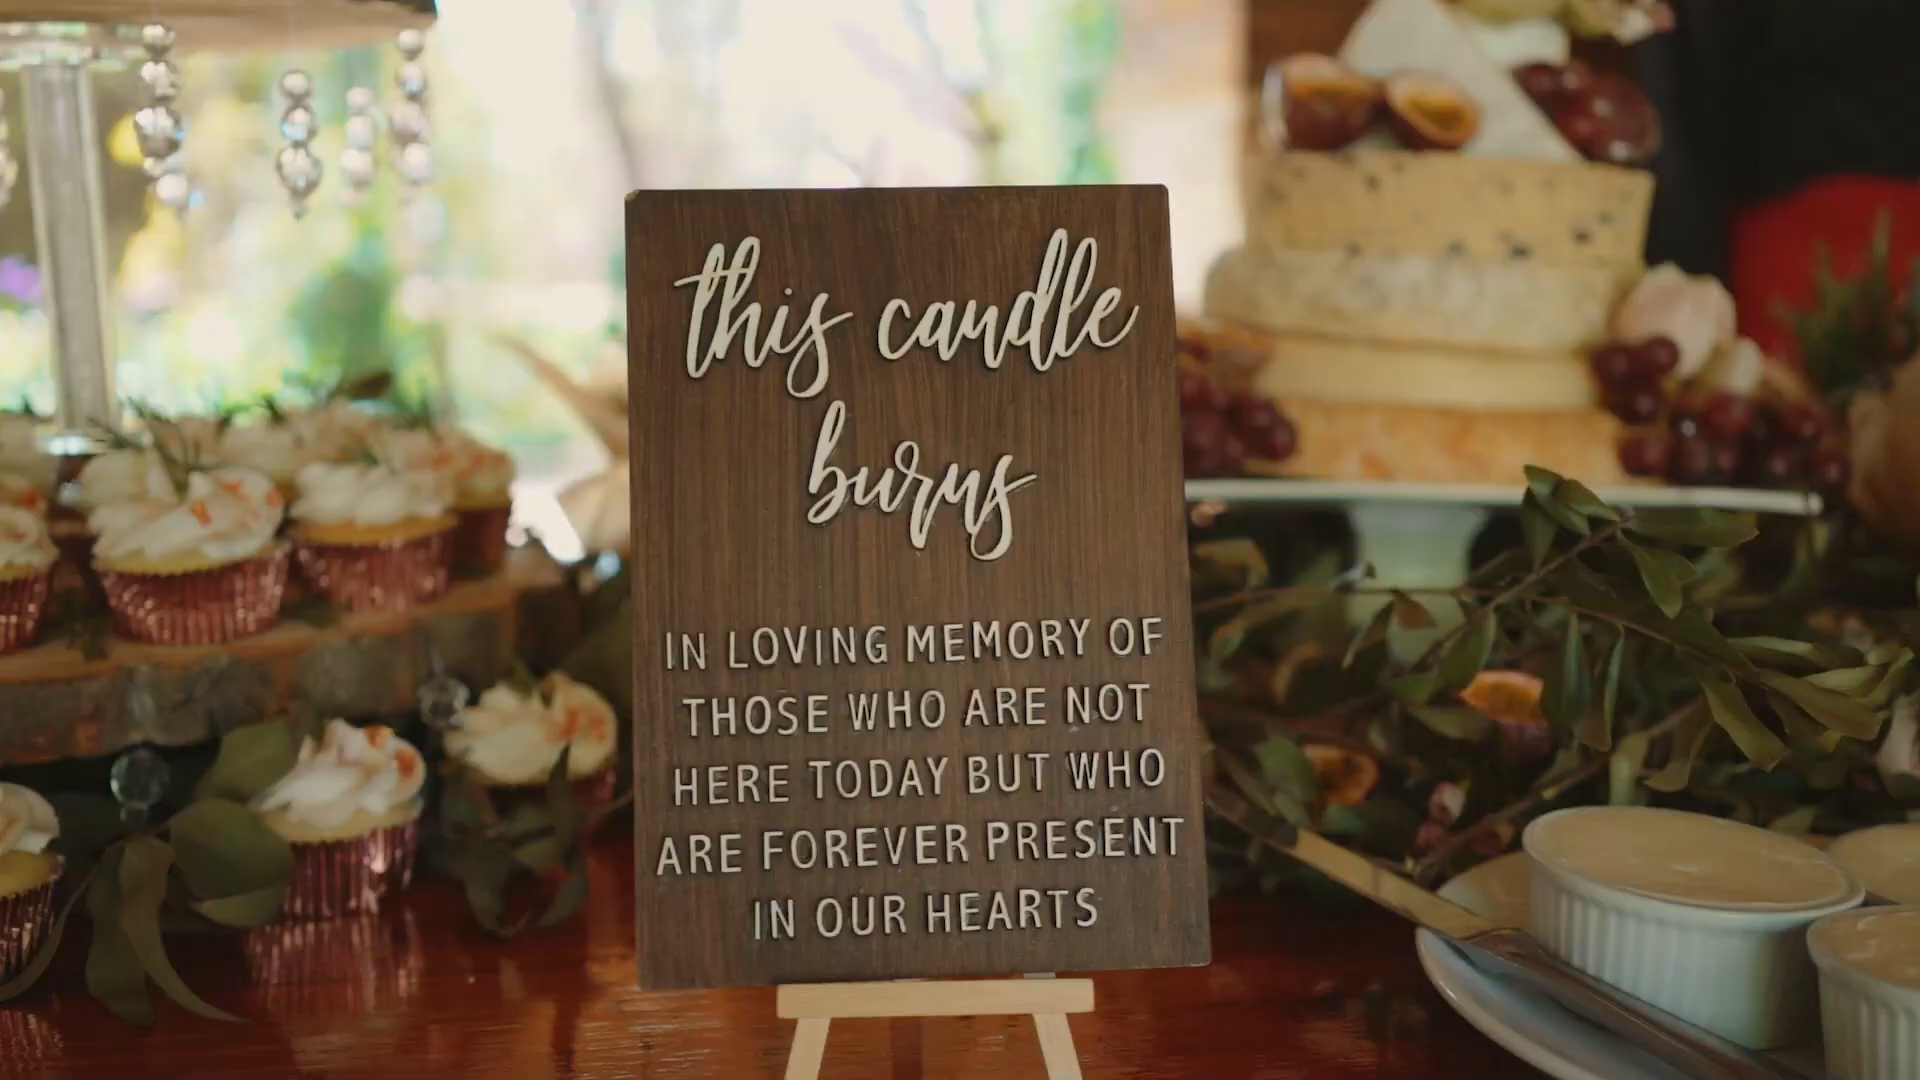 this candle
burns
IN LOVING MEMORY OF
THOSE WHO ARE NOT
HERE TODAY BUT WHO
ARE FOREVER PRESENT
IN OUR HEARTS